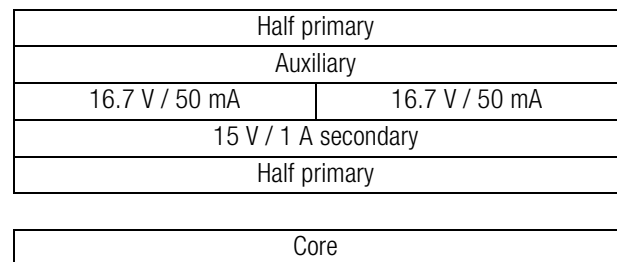 Half primary
Auxiliary
16.7 V / 50 mA 16.7 V / 50 mA
15 V / 1 A secondary
Half primary
Core